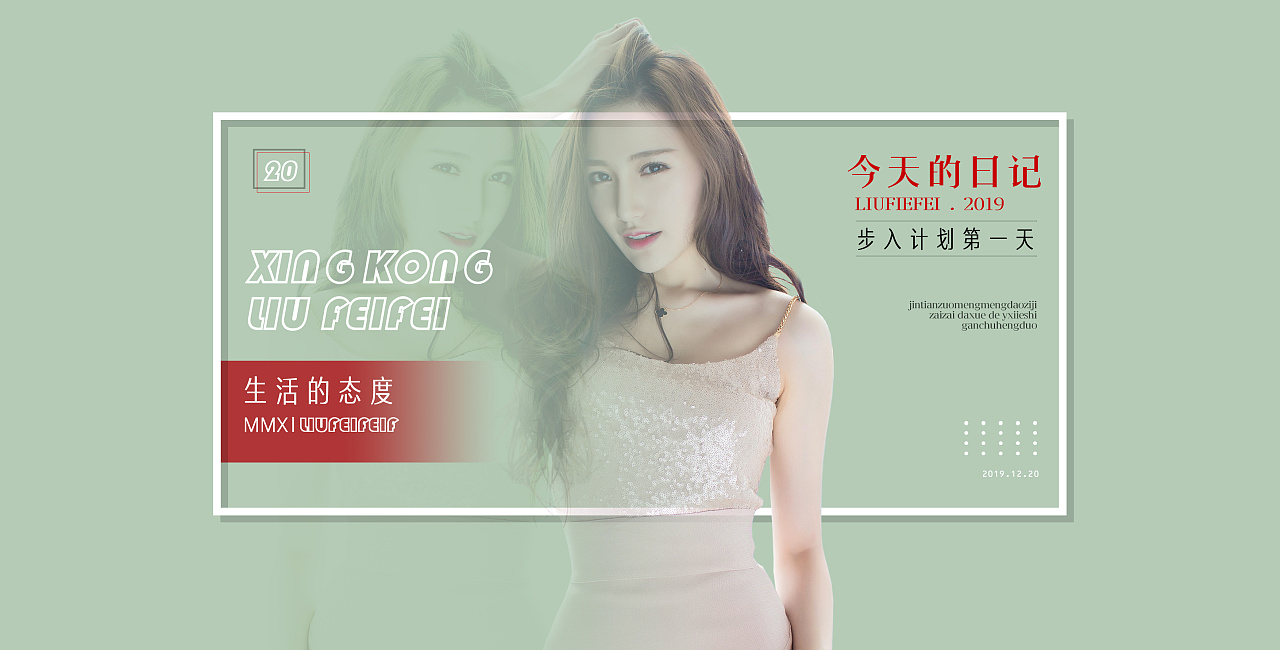 20
XING KONG
LIU FEIFEI
生活的态度
MMX|LIUFEIFEIF
今天的日记
LIUFIEFEI . 2019
步入计划第一天
jintianzuomengmengdaoziji
zaizai daxue de yxiieshi
ganchuhengduo
2019.12.20